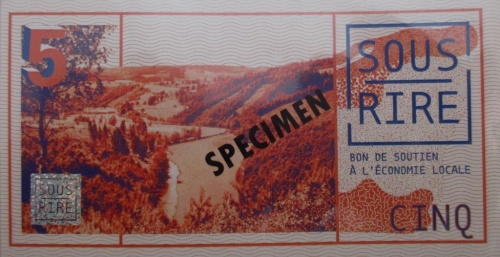 5
SOUS
RIRE
SPECIMEN
BON DE SOUTIEN
À L'ÉCONOMIE LOCALE
SOUS
RIRE
CINQ